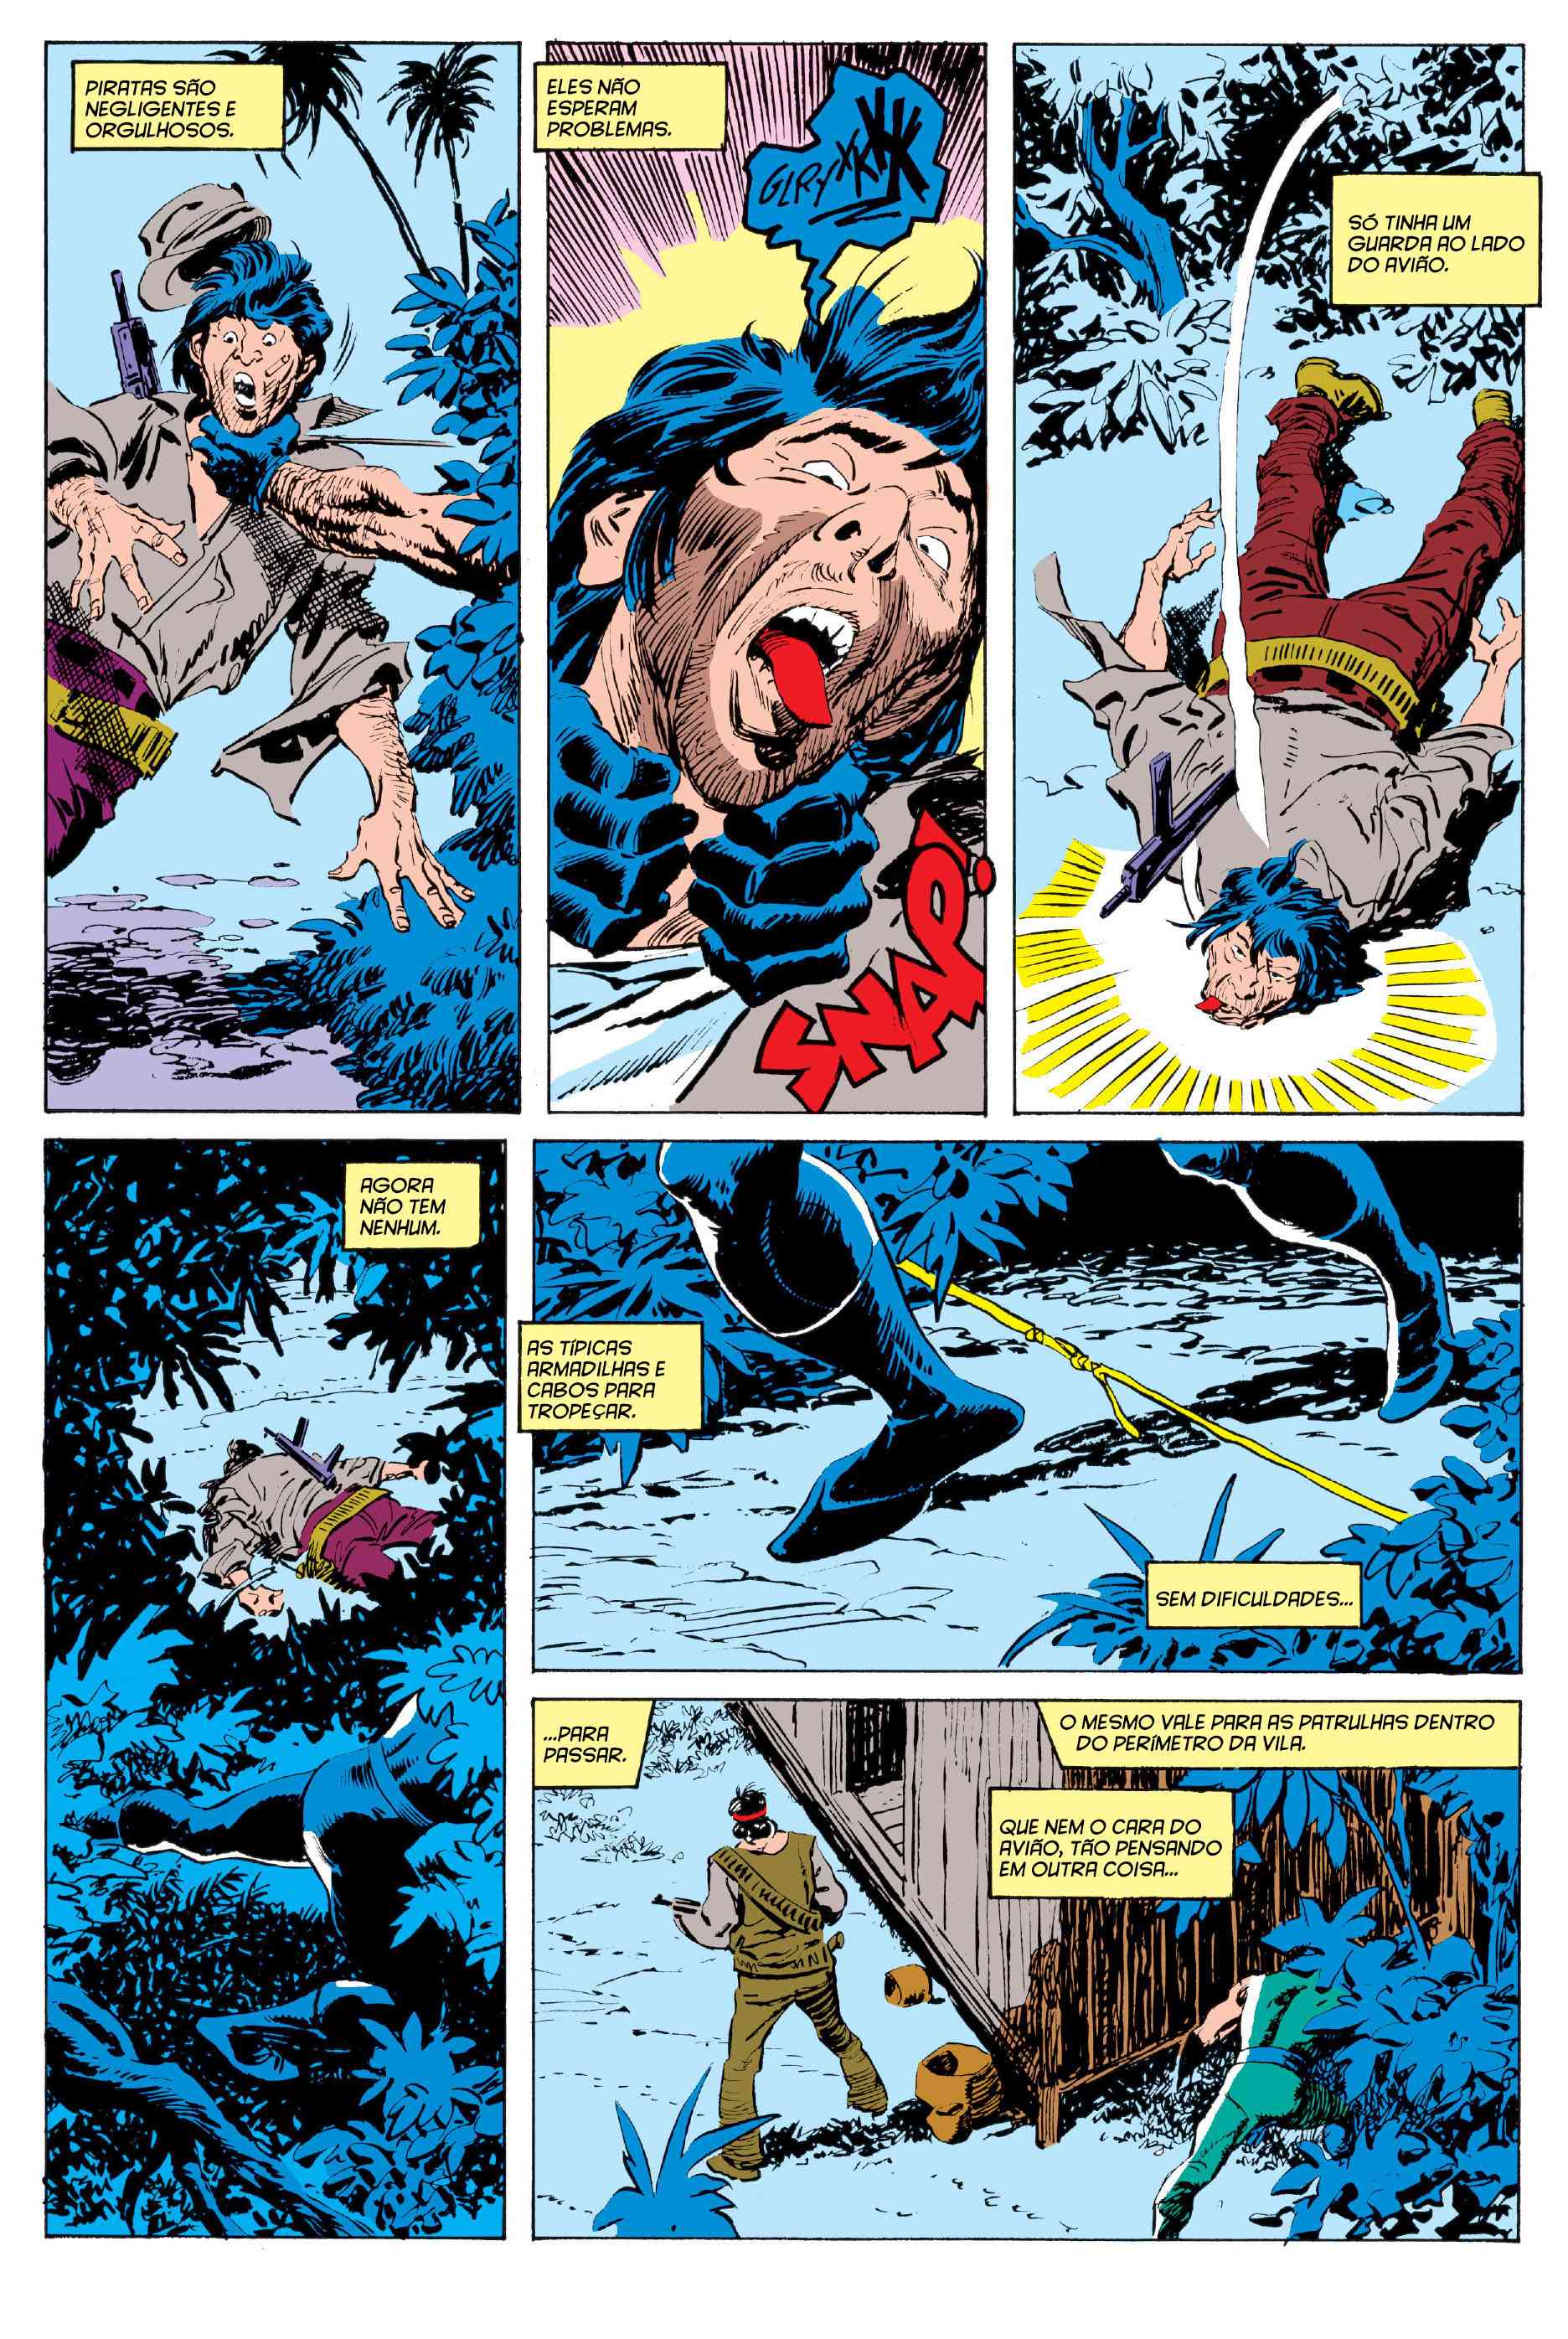 PIRATAS SÃO
NEGLIGENTES E
ORGULHOSOS.
ELES NÃO
ESPERAM
PROBLEMAS.
GLRYXKKK
SNAP!
SÓ TINHA UM
GUARDA AO LADO
DO AVIÃO.
AGORA
NÃO TEM
NENHUM.
AS TÍPICAS
ARMADILHAS E
CABOS PARA
TROPEÇAR.
SEM DIFICULDADES...
...PARA
PASSAR.
O MESMO VALE PARA AS PATRULHAS DENTRO
DO PERÍMETRO DA VILA.
QUE NEM O CARA DO
AVIÃO, TÃO PENSANDO
EM OUTRA COISA...